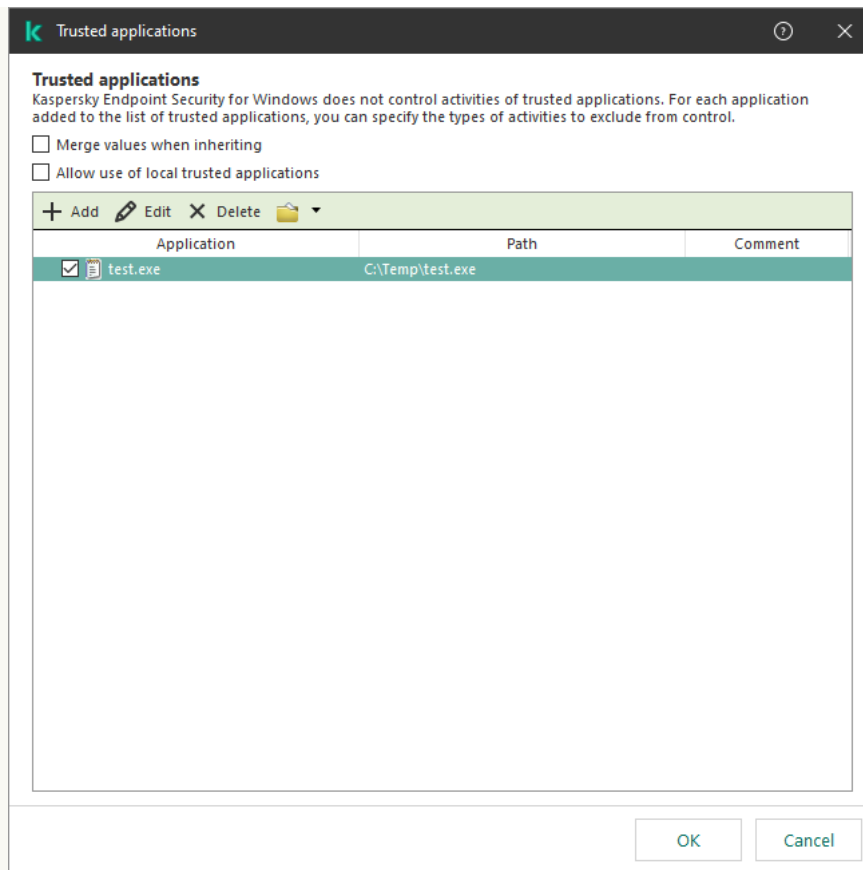 Trusted applications
Trusted applications
Kaspersky Endpoint Security for Windows does not control activities of trusted applications. For each application
added to the list of trusted applications, you can specify the types of activities to exclude from control.
Merge values when inheriting
Allow use of local trusted applications
Add Edit Delete
Application Path Comment
test.exe C:\Temp\test.exe
OK Cancel